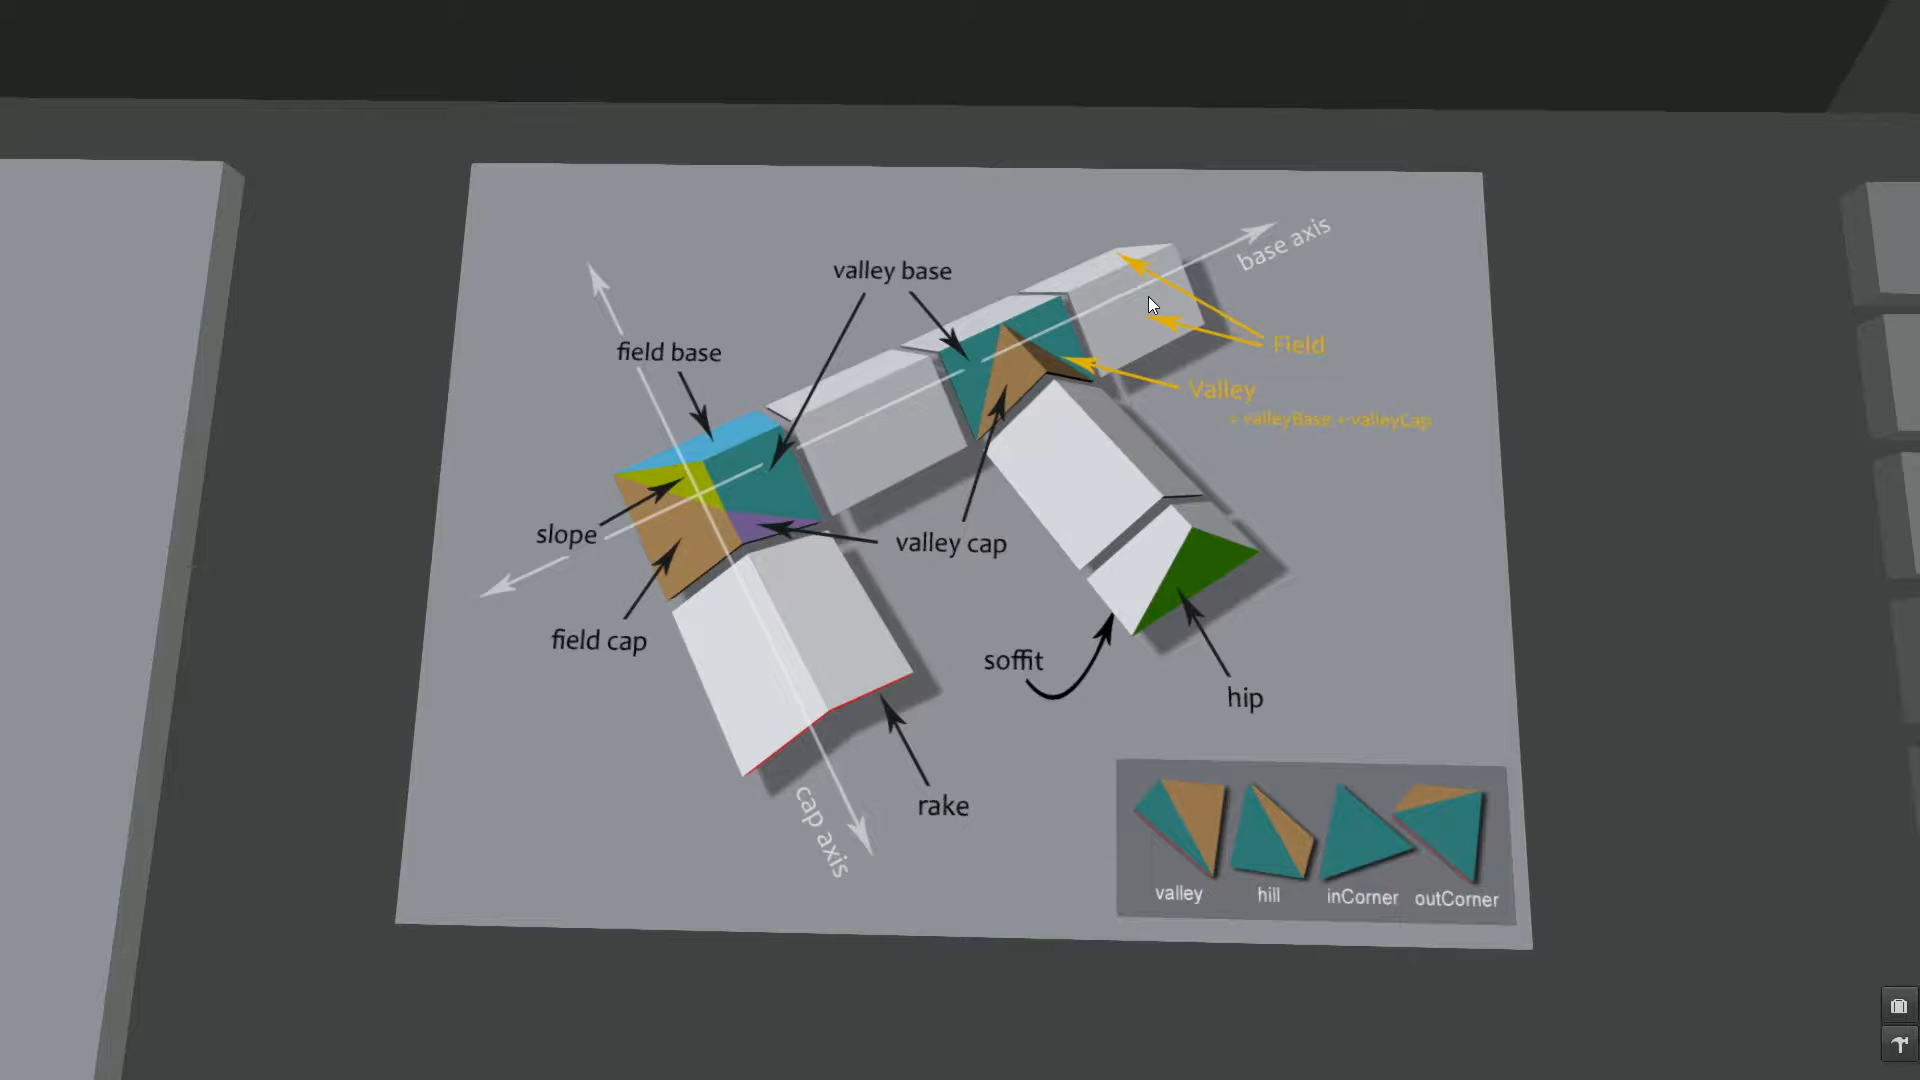 base axis
valley base
field base
Field
Valley
= valleyBase + valleyCap
slope
valley cap
field cap
soffit
hip
rake
cap axis
valley
hill
inCorner
outCorner